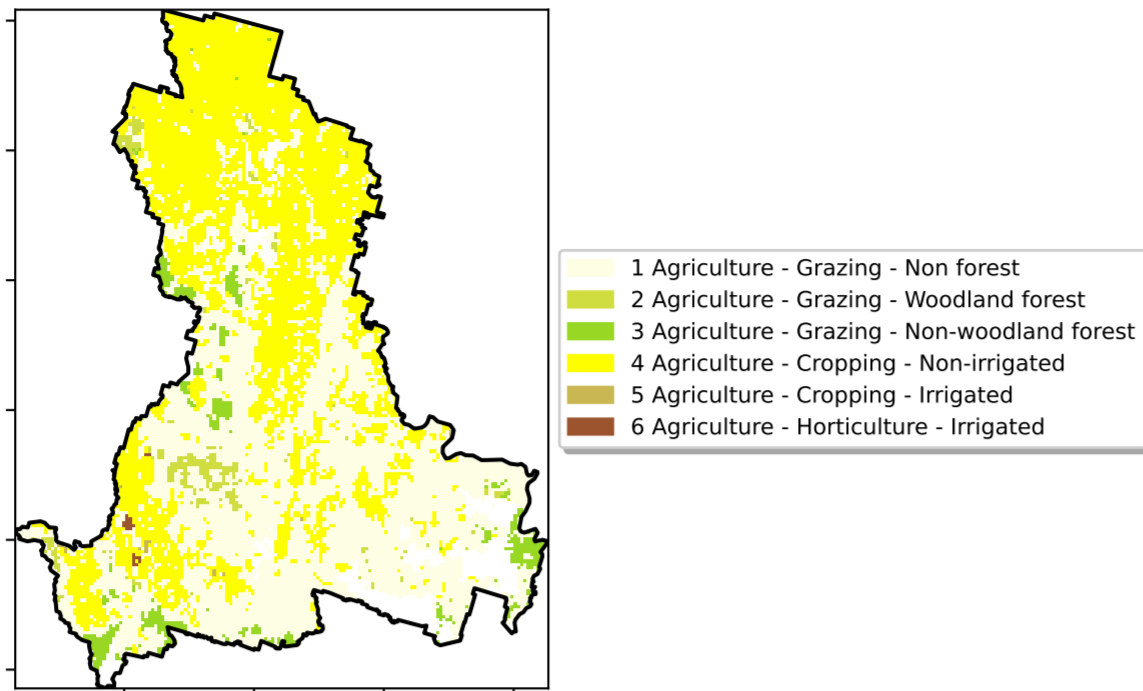 1 Agriculture - Grazing - Non forest
2 Agriculture - Grazing - Woodland forest
3 Agriculture - Grazing - Non-woodland forest
4 Agriculture - Cropping - Non-irrigated
5 Agriculture - Cropping - Irrigated
6 Agriculture - Horticulture - Irrigated